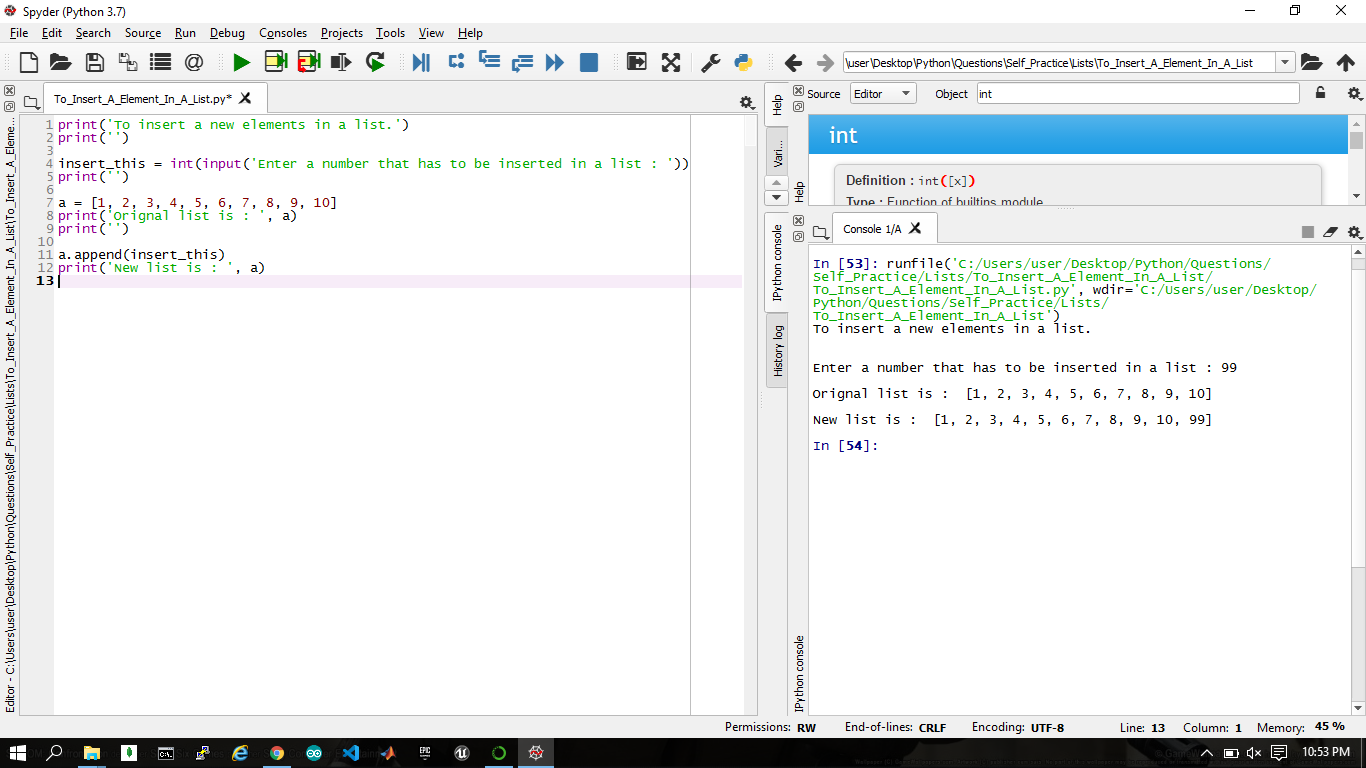 Spyder (Python 3.7)
File Edit Search Source Run Debug Consoles Projects Tools View Help
\user\Desktop\Python\Questions\Self_Practice\Lists\To_Insert_A_Element_In_A_List
To_Insert_A_Element_In_A_List.py*
1 print('To insert a new elements in a list.')
2 print('')
3
4 insert_this = int(input('Enter a number that has to be inserted in a list : '))
5 print('')
6
7 a = [1, 2, 3, 4, 5, 6, 7, 8, 9, 10]
8 print('Orignal list is : ', a)
9 print('')
10
11 a.append(insert_this)
12 print('New list is : ', a)
13
Editor - C:\Users\user\Desktop\Python\Questions\Self_Practice\Lists\To_Insert_A_Element_In_A_List\To_Insert_A_Eleme...
Help
Vari...
IPython console
History log
Help
Source Editor Object int
int
Definition : int([x])
Type : Function of builtins module
IPython console
Console 1/A
In [53]: runfile('C:/Users/user/Desktop/Python/Questions/
Self_Practice/Lists/To_Insert_A_Element_In_A_List/
To_Insert_A_Element_In_A_List.py', wdir='C:/Users/user/Desktop/
Python/Questions/Self_Practice/Lists/
To_Insert_A_Element_In_A_List')
To insert a new elements in a list.
Enter a number that has to be inserted in a list : 99
Orignal list is :  [1, 2, 3, 4, 5, 6, 7, 8, 9, 10]
New list is :  [1, 2, 3, 4, 5, 6, 7, 8, 9, 10, 99]
In [54]:
Permissions: RW End-of-lines: CRLF Encoding: UTF-8 Line: 13 Column: 1 Memory: 45 %
10:53 PM